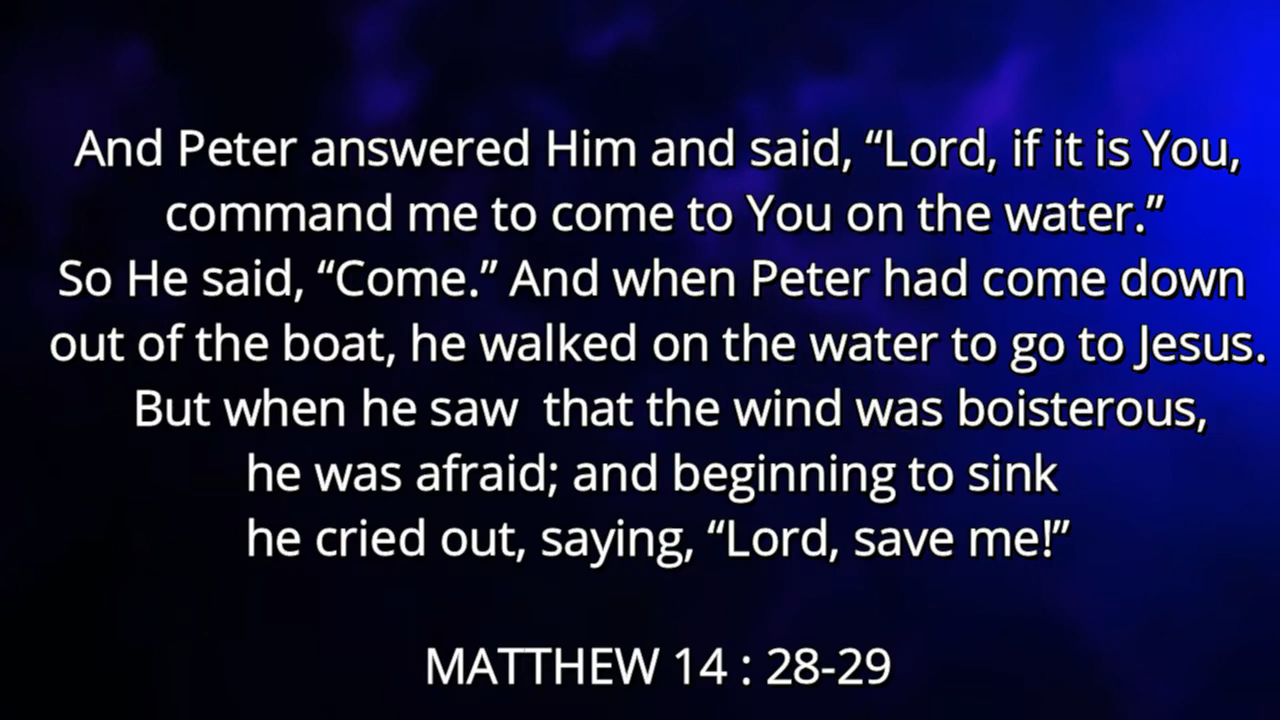 And Peter answered Him and said, “Lord, if it is You,
command me to come to You on the water.”
So He said, “Come.” And when Peter had come down
out of the boat, he walked on the water to go to Jesus.
But when he saw  that the wind was boisterous,
he was afraid; and beginning to sink
he cried out, saying, “Lord, save me!”
MATTHEW 14 : 28-29